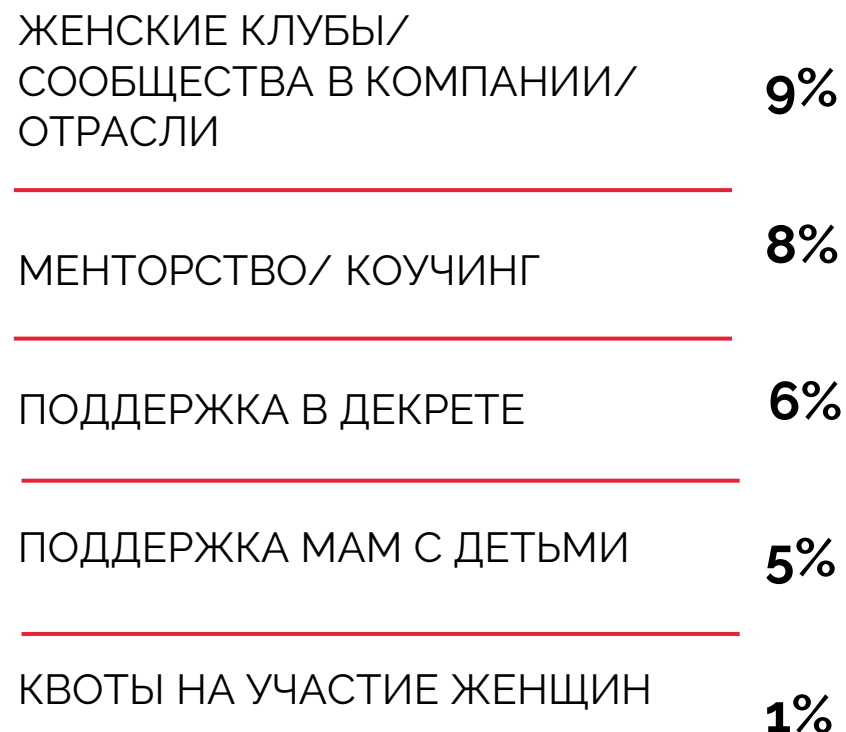 ЖЕНСКИЕ КЛУБЫ/
СООБЩЕСТВА В КОМПАНИИ/
ОТРАСЛИ
9%
МЕНТОРСТВО/ КОУЧИНГ
8%
ПОДДЕРЖКА В ДЕКРЕТЕ
6%
ПОДДЕРЖКА МАМ С ДЕТЬМИ
5%
КВОТЫ НА УЧАСТИЕ ЖЕНЩИН
1%